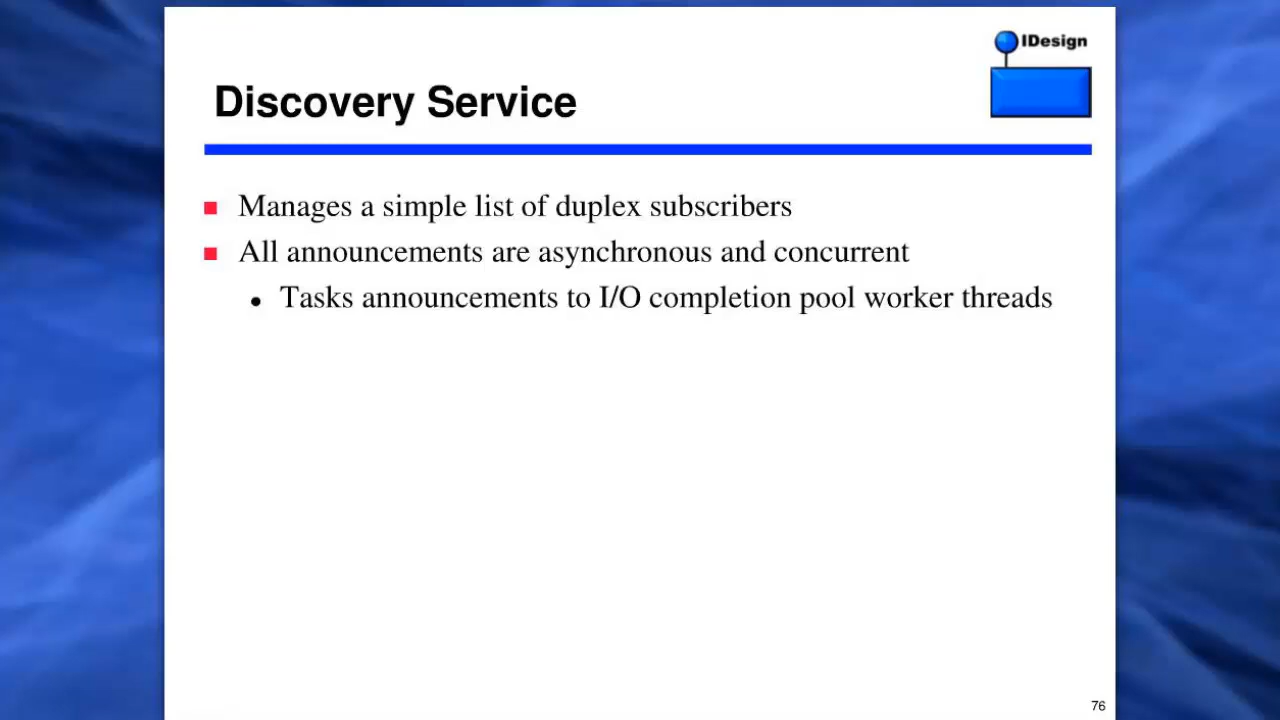 IDesign
Discovery Service
Manages a simple list of duplex subscribers
All announcements are asynchronous and concurrent
Tasks announcements to I/O completion pool worker threads
76